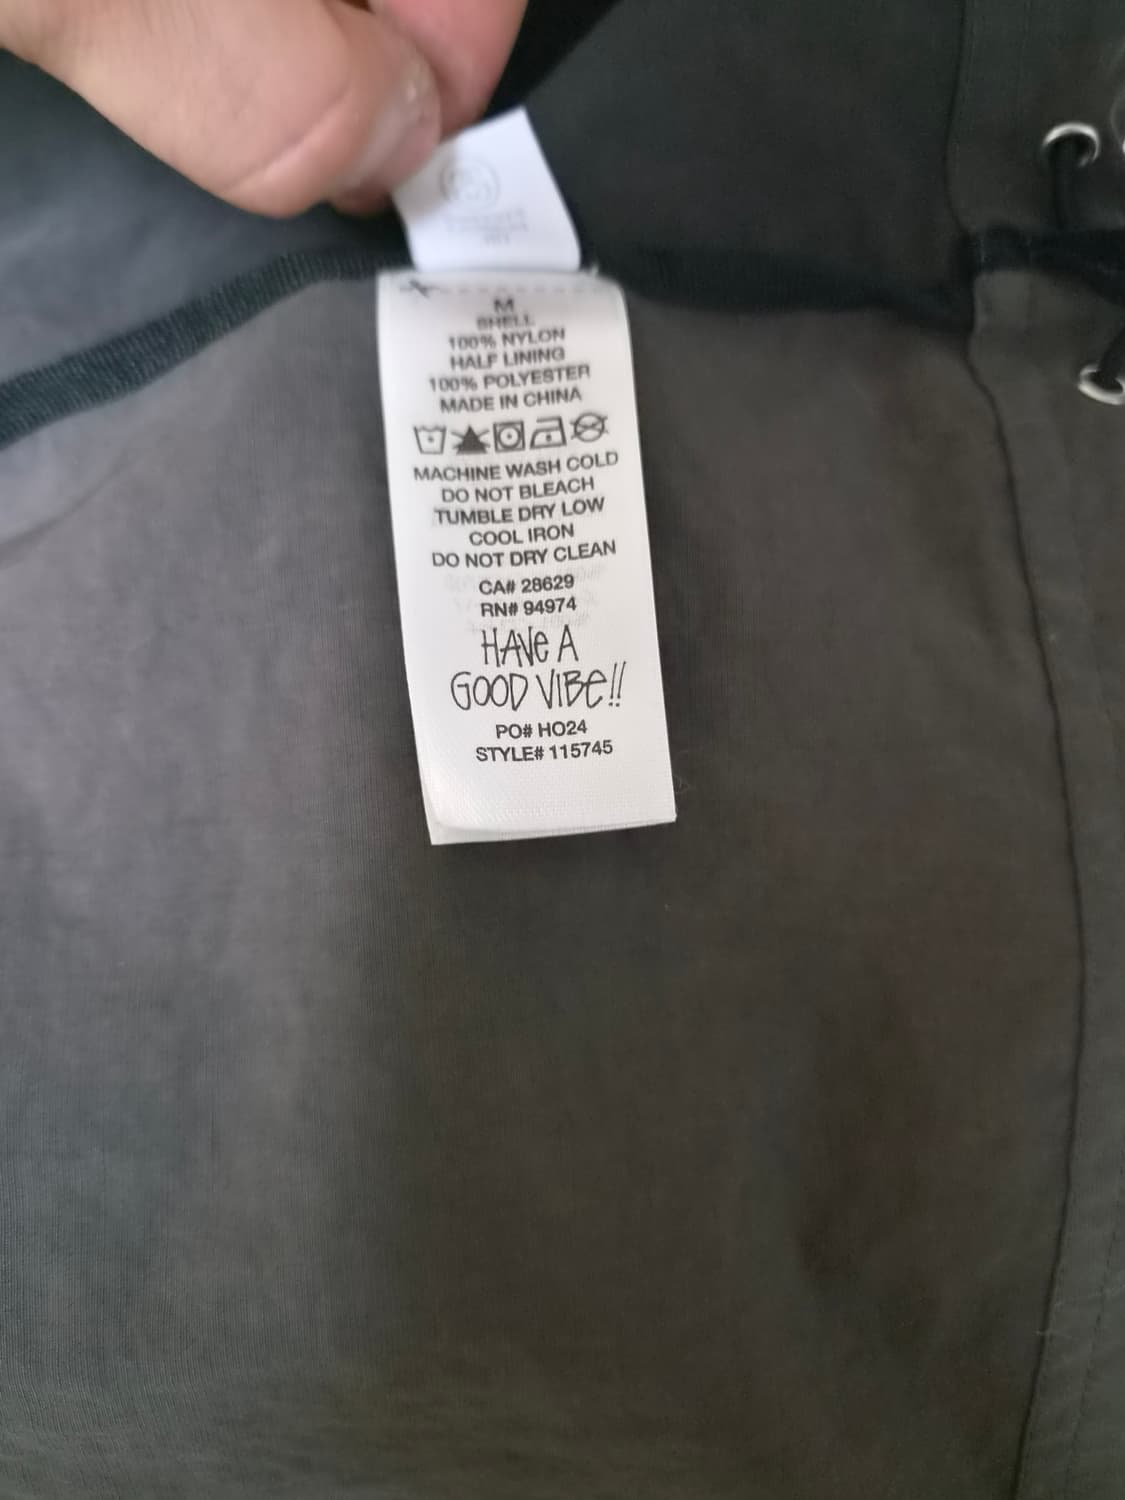 M
SHELL
100% NYLON
HALF LINING
100% POLYESTER
MADE IN CHINA
MACHINE WASH COLD
DO NOT BLEACH
TUMBLE DRY LOW
COOL IRON
DO NOT DRY CLEAN
CA# 28629
RN# 94974
HAVe A
GOOD VIBe!!
PO# HO24
STYLE# 115745